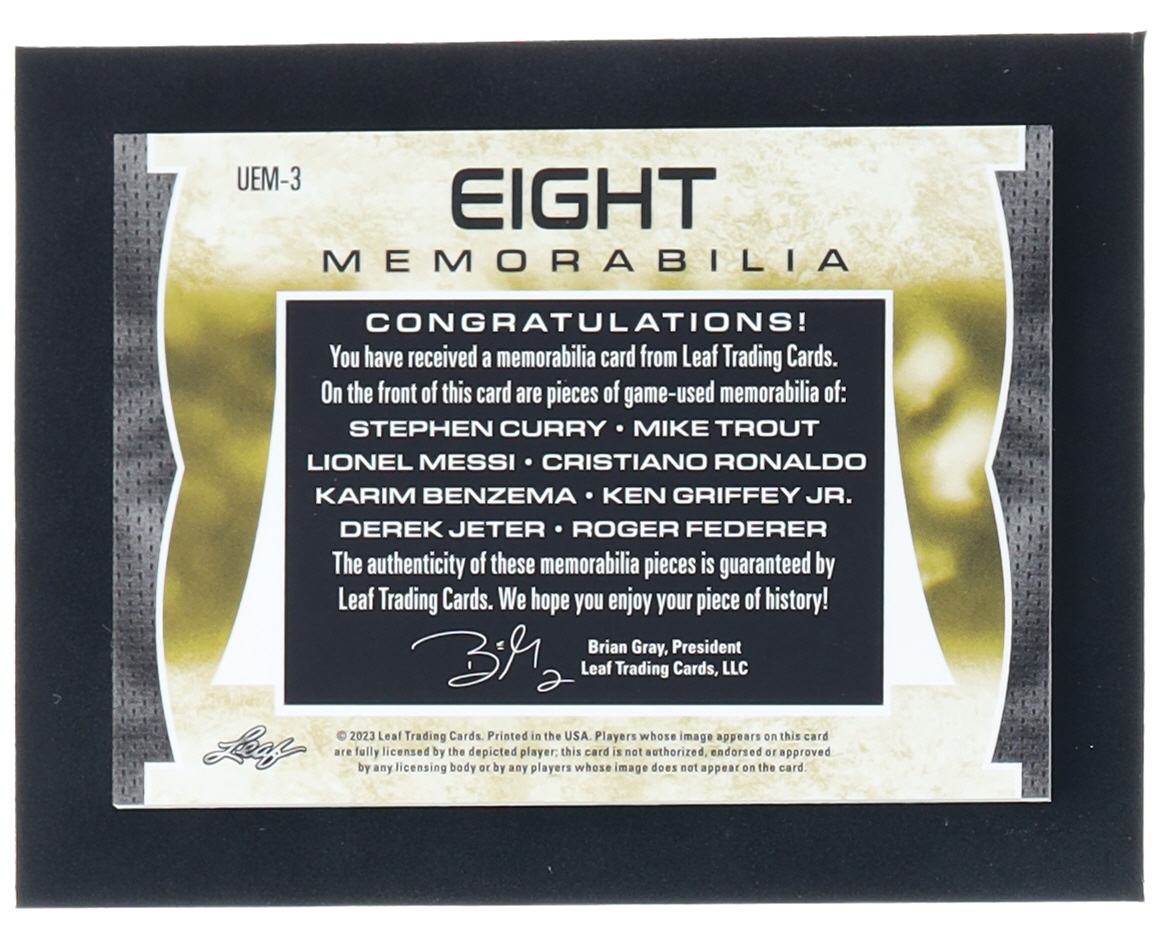 UEM-3
EIGHT
MEMORABILIA
CONGRATULATIONS!
You have received a memorabilia card from Leaf Trading Cards.
On the front of this card are pieces of game-used memorabilia of:
STEPHEN CURRY • MIKE TROUT
LIONEL MESSI • CRISTIANO RONALDO
KARIM BENZEMA • KEN GRIFFEY JR.
DEREK JETER • ROGER FEDERER
The authenticity of these memorabilia pieces is guaranteed by
Leaf Trading Cards. We hope you enjoy your piece of history!
Brian Gray, President
Leaf Trading Cards, LLC
Leaf
© 2023 Leaf Trading Cards. Printed in the USA. Players whose image appears on this card
are fully licensed by the depicted player; this card is not authorized, endorsed or approved
by any licensing body or by any players whose image does not appear on the card.